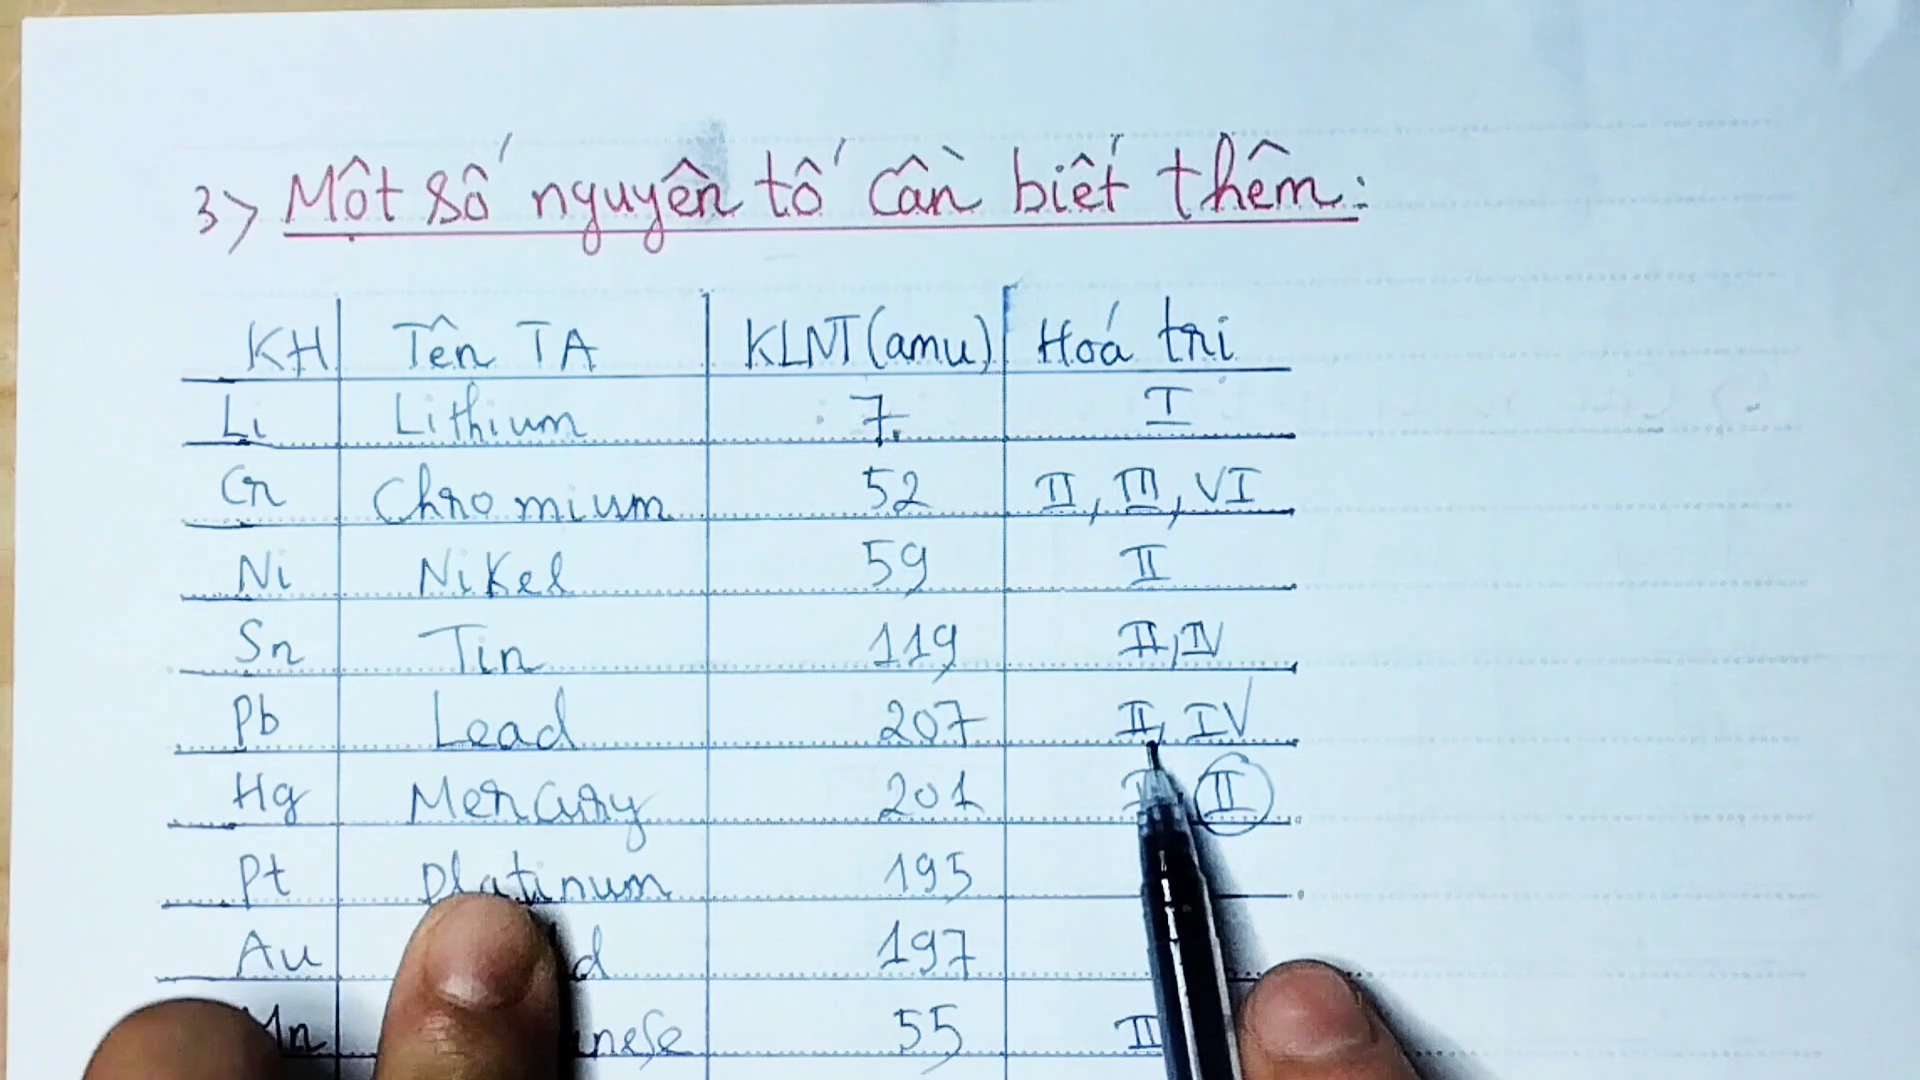 3> Một số nguyên tố cần biết thêm:
KH Tên TA KLNT(amu) Hoá trị
Li Lithium 7 I
Cr Chromium 52 II, III, VI
Ni Nikel 59 II
Sn Tin 119 II, IV
Pb Lead 207 II, IV
Hg Mercury 201 II
Pt Platinum 195
Au 197
Mn 55 II